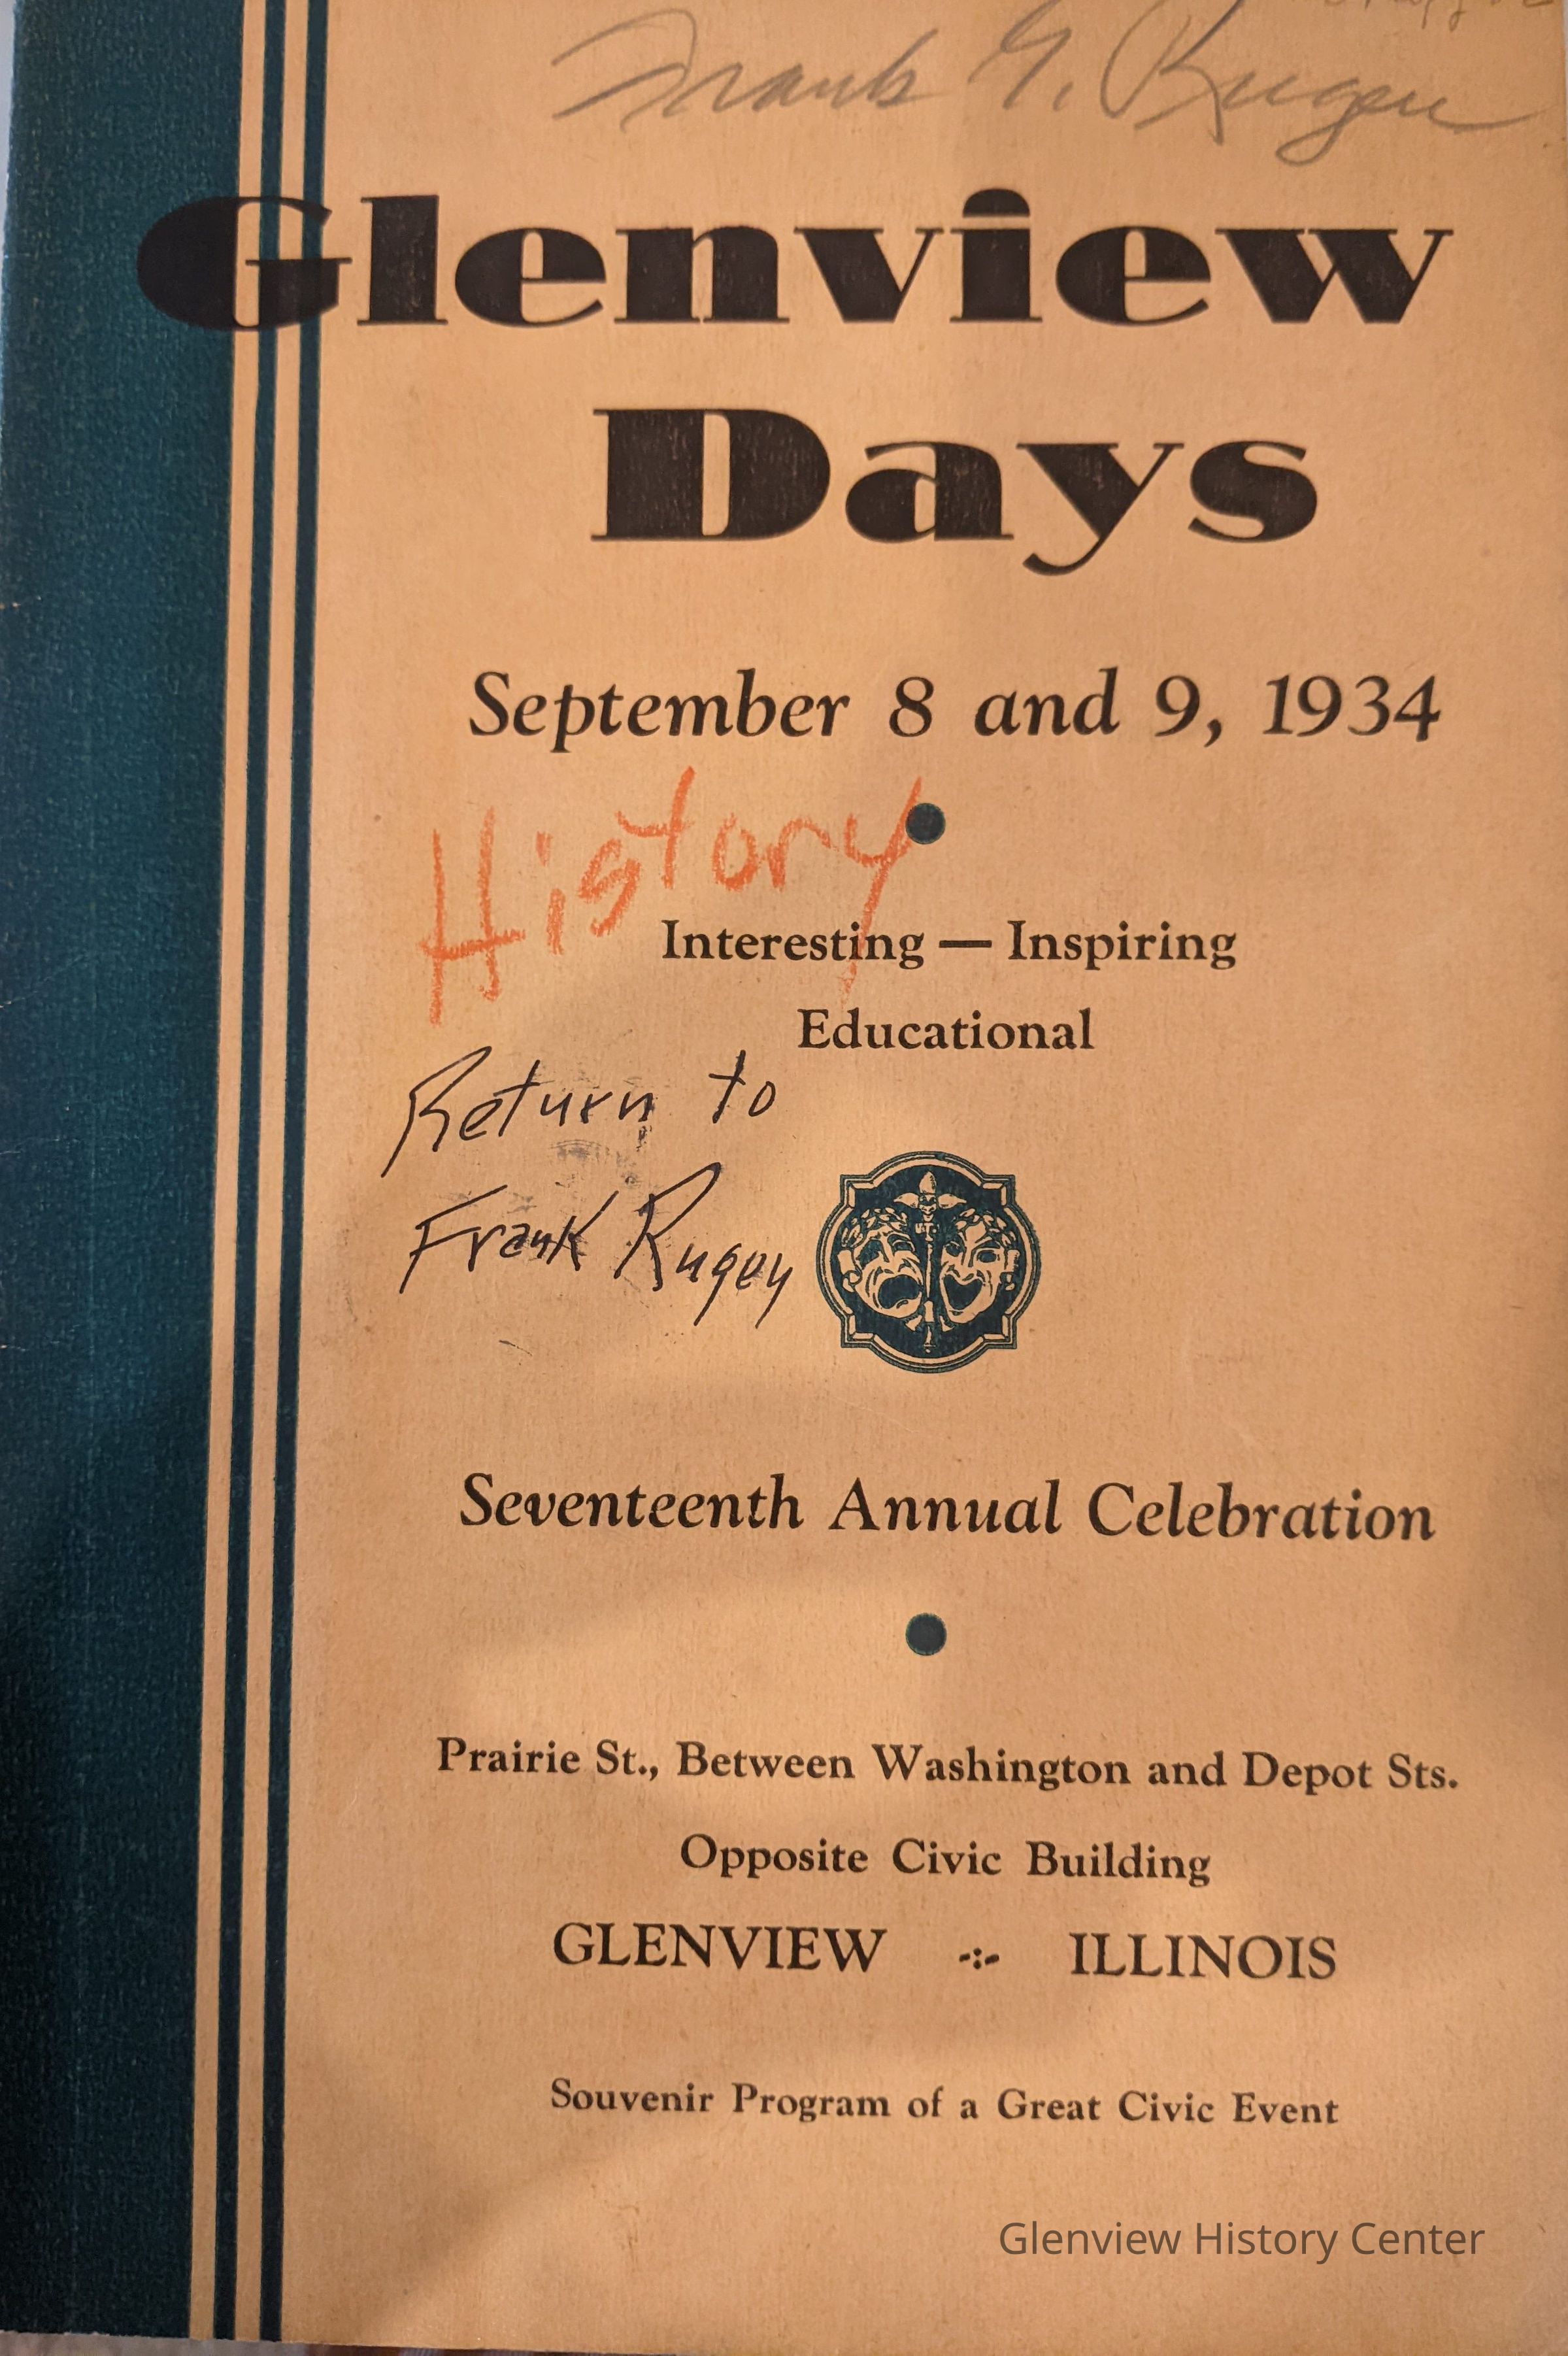 Frank G. Rugen
Glenview
Days
September 8 and 9, 1934
History
Interesting — Inspiring
Educational
Return to
Frank Rugen
Seventeenth Annual Celebration
Prairie St., Between Washington and Depot Sts.
Opposite Civic Building
GLENVIEW -:- ILLINOIS
Souvenir Program of a Great Civic Event
Glenview History Center